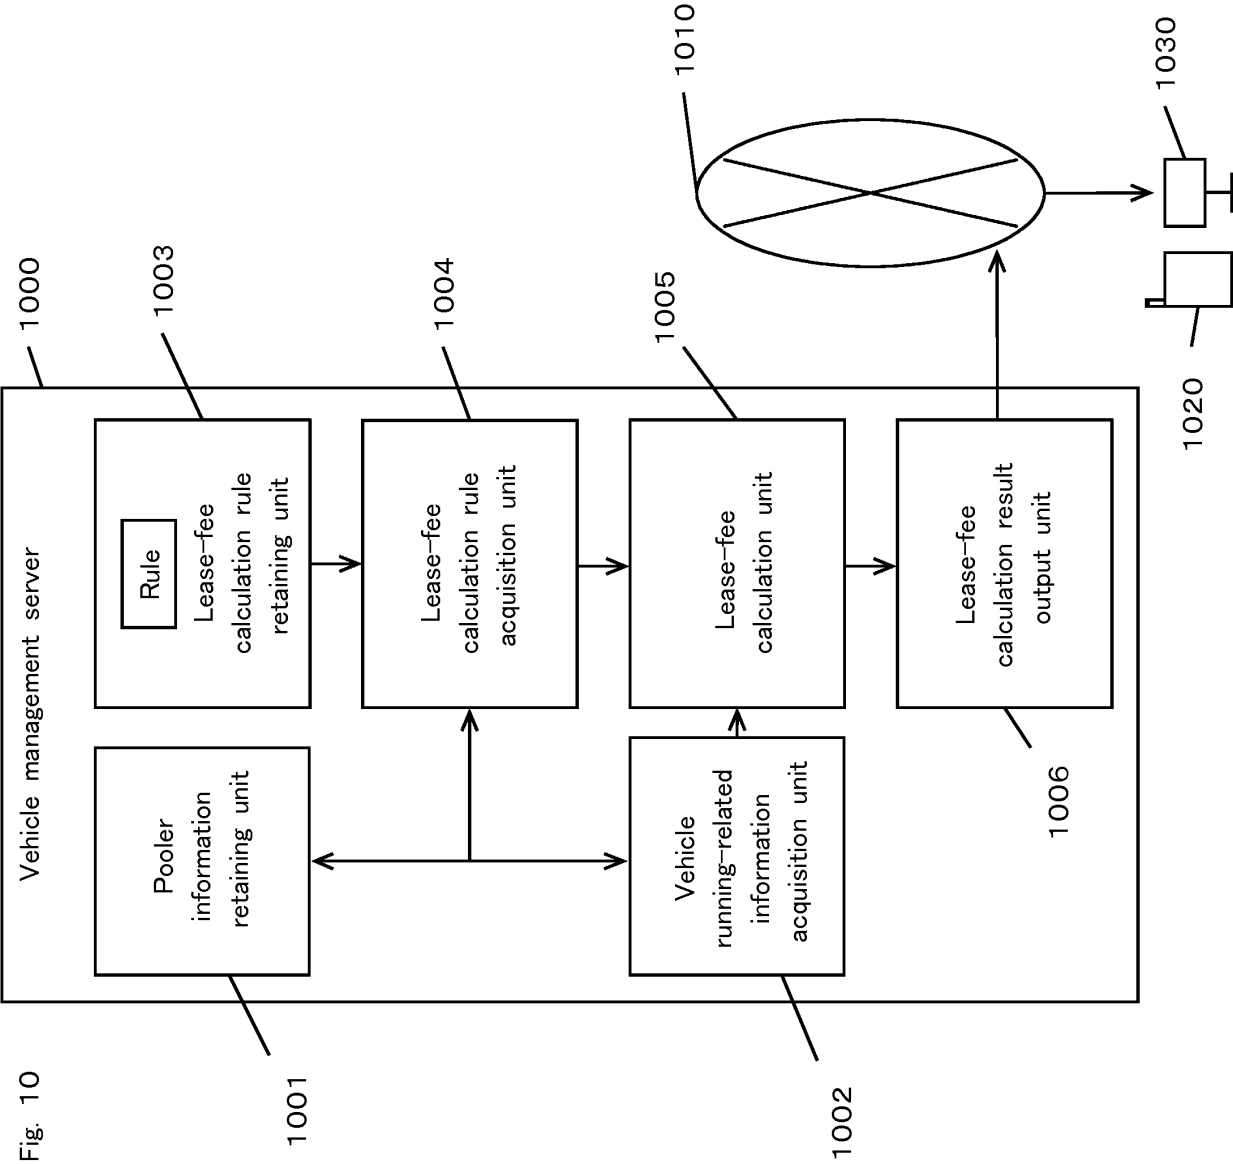 Fig. 10
Vehicle management server
1000
1001
Pooler
information
retaining unit
1003
Rule
Lease-fee
calculation rule
retaining unit
1004
Lease-fee
calculation rule
acquisition unit
1002
Vehicle
running-related
information
acquisition unit
1005
Lease-fee
calculation unit
1006
Lease-fee
calculation result
output unit
1010
1020
1030